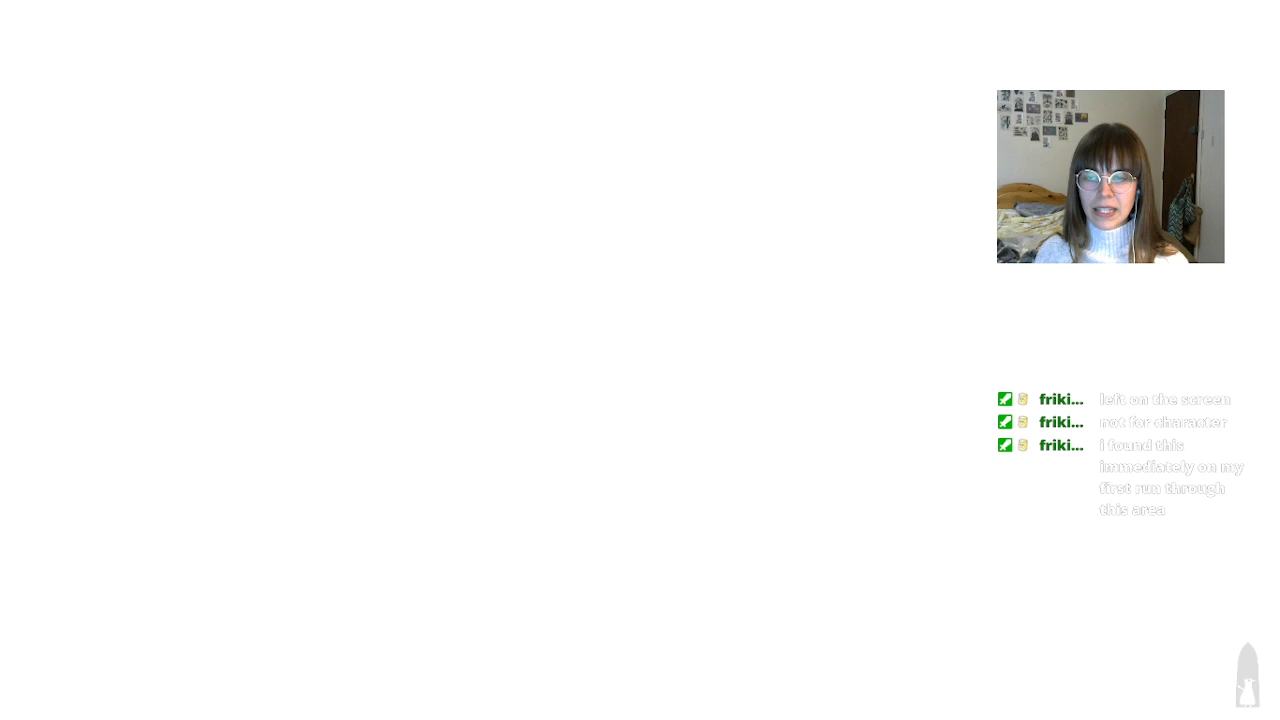 friki... left on the screen
friki... not for character
friki... i found this
immediately on my
first run through
this area